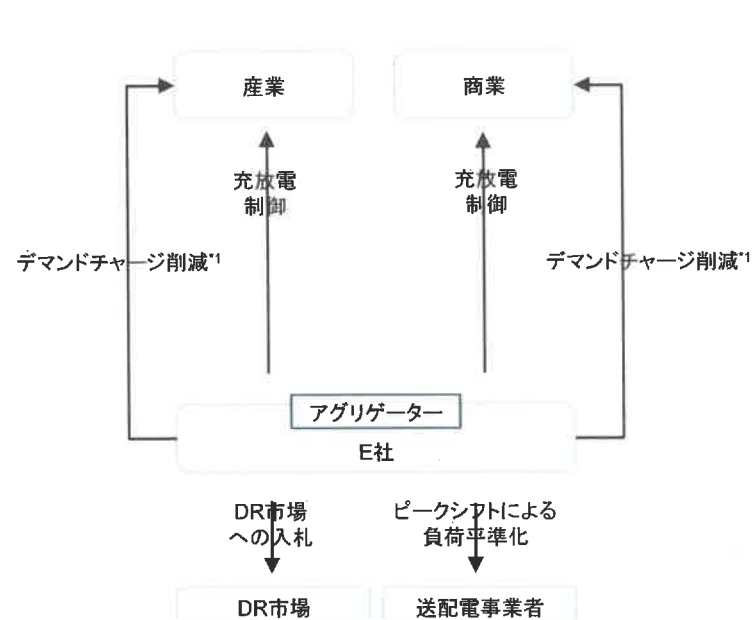 産業
商業
充放電
制御
充放電
制御
デマンドチャージ削減*1
デマンドチャージ削減*1
アグリゲーター
E社
DR市場
への入札
ピークシフトによる
負荷平準化
DR市場
送配電事業者